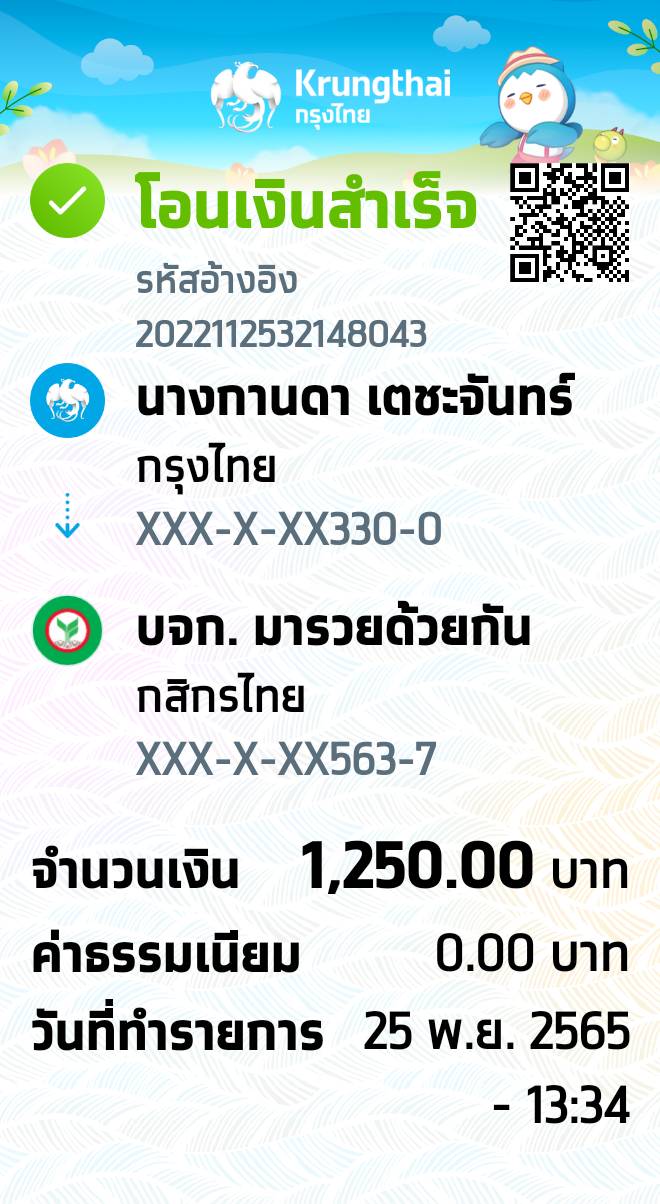 Krungthai
กรุงไทย
โอนเงินสำเร็จ
รหัสอ้างอิง
2022112532148043
นางกานดา เตชะจันทร์
กรุงไทย
XXX-X-XX330-0
บจก. มารวยด้วยกัน
กสิกรไทย
XXX-X-XX563-7
จำนวนเงิน 1,250.00 บาท
ค่าธรรมเนียม 0.00 บาท
วันที่ทำรายการ 25 พ.ย. 2565
- 13:34